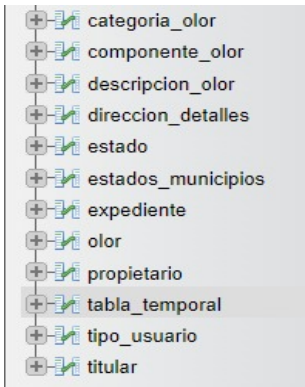 categoria_olor
componente_olor
descripcion_olor
direccion_detalles
estado
estados_municipios
expediente
olor
propietario
tabla_temporal
tipo_usuario
titular